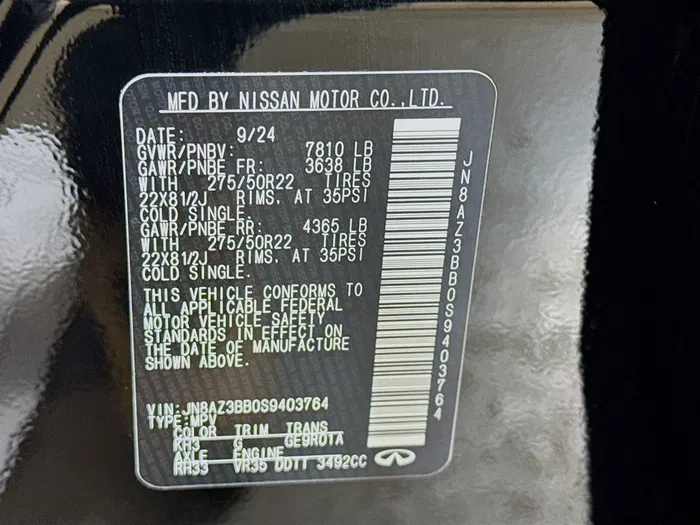 MFD BY NISSAN MOTOR CO.,LTD.
DATE: 9/24
GVWR/PNBV: 7810 LB
GAWR/PNBE FR: 3638 LB
WITH 275/50R22 TIRES
22X81/2J RIMS. AT 35PSI
COLD SINGLE.
GAWR/PNBE RR: 4365 LB
WITH 275/50R22 TIRES
22X81/2J RIMS. AT 35PSI
COLD SINGLE.
THIS VEHICLE CONFORMS TO
ALL APPLICABLE FEDERAL
MOTOR VEHICLE SAFETY
STANDARDS IN EFFECT ON
THE DATE OF MANUFACTURE
SHOWN ABOVE.
VIN:JN8AZ3BB0S9403764
TYPE:MPV
COLOR TRIM TRANS
KH3 G GE9R01A
AXLE ENGINE
RH33 VR35 DDTT 3492CC
JN8AZ3BB0S9403764